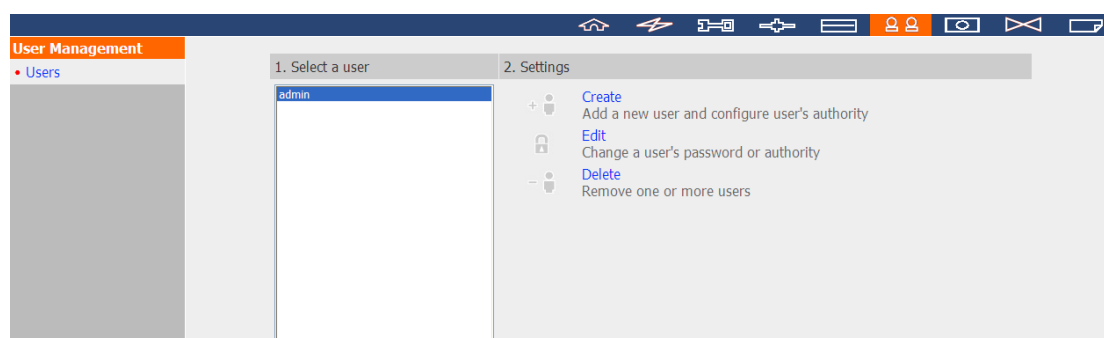 User Management
• Users
1. Select a user
2. Settings
admin
Create
Add a new user and configure user's authority
Edit
Change a user's password or authority
Delete
Remove one or more users